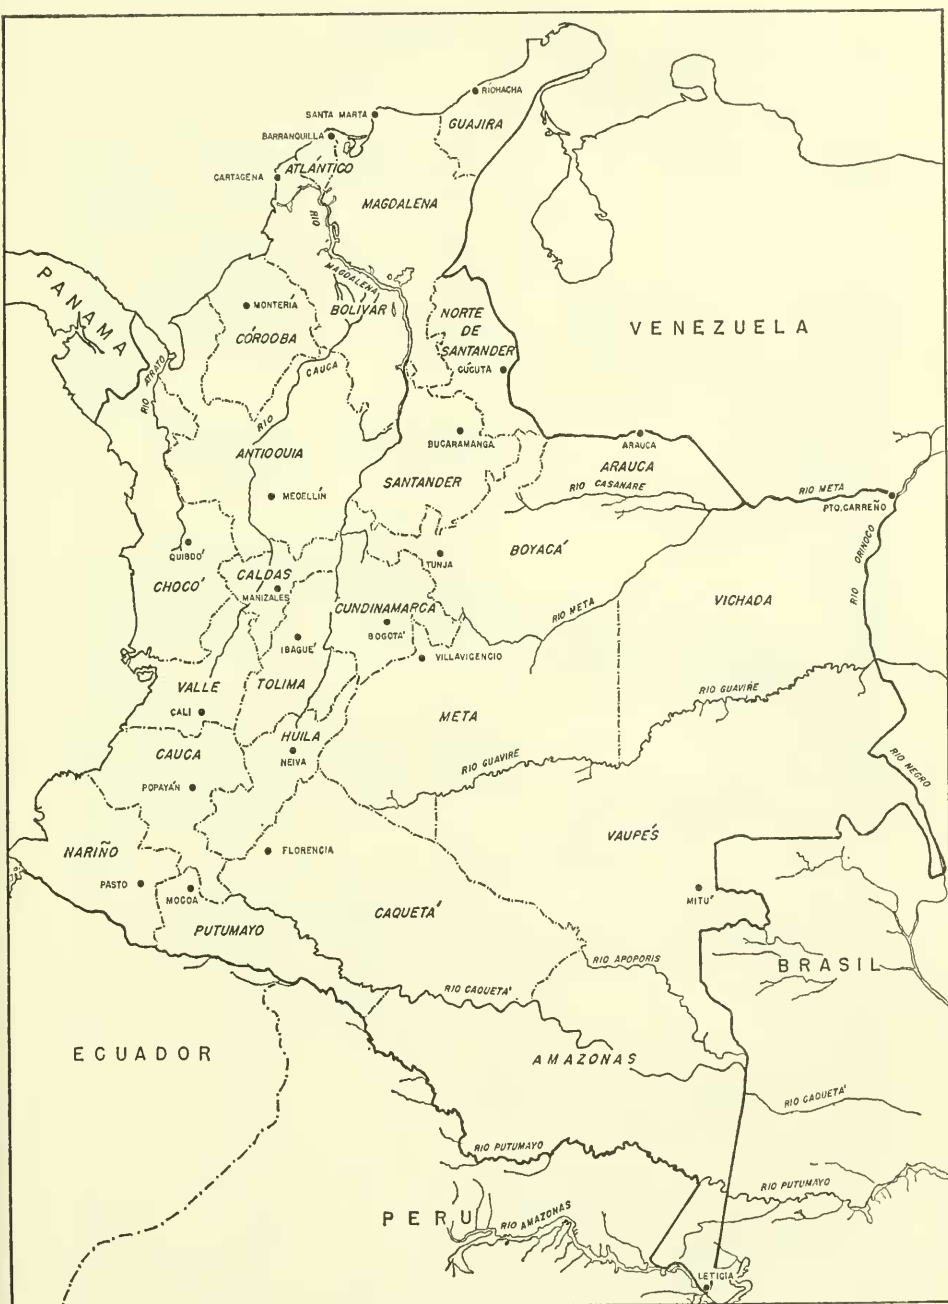 RÍOHACHA
SANTA MARTA
GUAJIRA
BARRANQUILLA
ATLÁNTICO
CARTAGENA
MAGDALENA
RIO
MAGDALENA
PANAMA
MONTERÍA
BOLIVAR
NORTE
DE
SANTANDER
VENEZUELA
CÓRDOBA
CÚCUTA
RIO ATRATO
RIO CAUCA
BUCARAMANGA
ARAUCA
ANTIOQUIA
ARAUCA
SANTANDER
RIO CASANARE
RIO META
MEDELLÍN
PTO. CARREÑO
QUIBDÓ
BOYACÁ
RIO ORINOCO
TUNJA
CHOCÓ
CALDAS
MANIZALES
VICHADA
CUNDINAMARCA
RIO META
BOGOTÁ
IBAGUÉ
VILLAVICENCIO
VALLE
TOLIMA
RIO GUAVIRE
CALI
META
HUILA
CAUCA
NEIVA
RIO GUAVIRE
RIO NEGRO
POPAYÁN
VAUPÉS
NARIÑO
FLORENCIA
PASTO
MOCOA
MITÚ
CAQUETÁ
PUTUMAYO
RIO APOPORIS
BRASIL
RIO CAQUETÁ
ECUADOR
AMAZONAS
RIO CAQUETÁ
RIO PUTUMAYO
RIO PUTUMAYO
PERU
RIO AMAZONAS
LETICIA